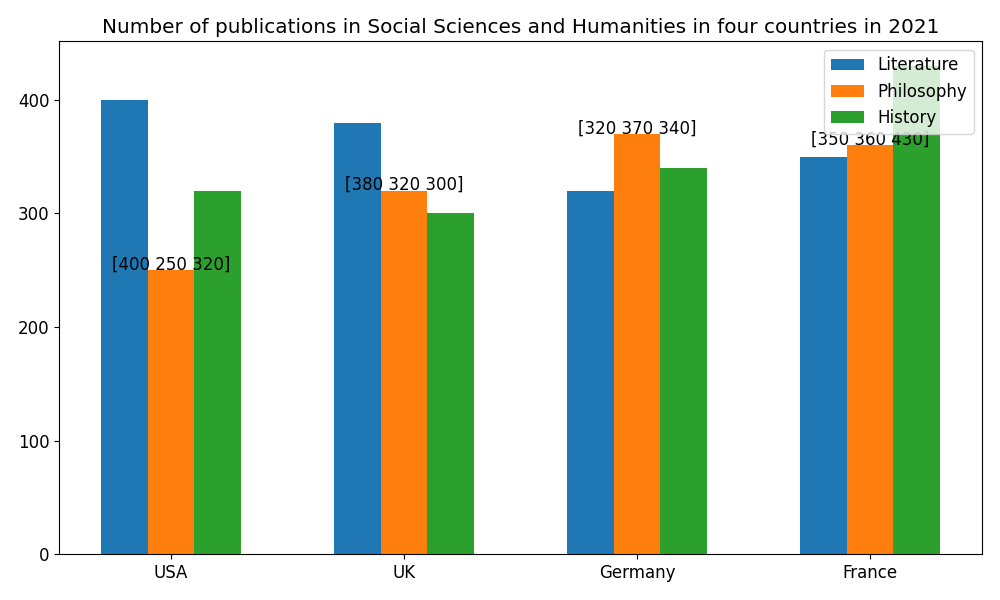 Number of publications in Social Sciences and Humanities in four countries in 2021
Literature
Philosophy
History
400
300
200
100
0
[400 250 320]
[380 320 300]
[320 370 340]
[350 360 430]
USA
UK
Germany
France